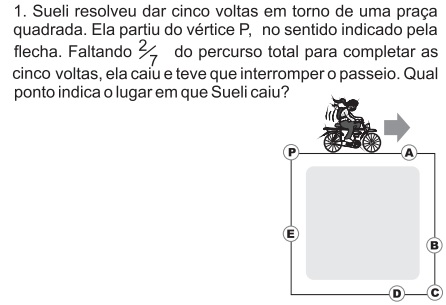 1. Sueli resolveu dar cinco voltas em torno de uma praça
quadrada. Ela partiu do vértice P, no sentido indicado pela
flecha. Faltando 2/7 do percurso total para completar as
cinco voltas, ela caiu e teve que interromper o passeio. Qual
ponto indica o lugar em que Sueli caiu?
P A
E B
D C